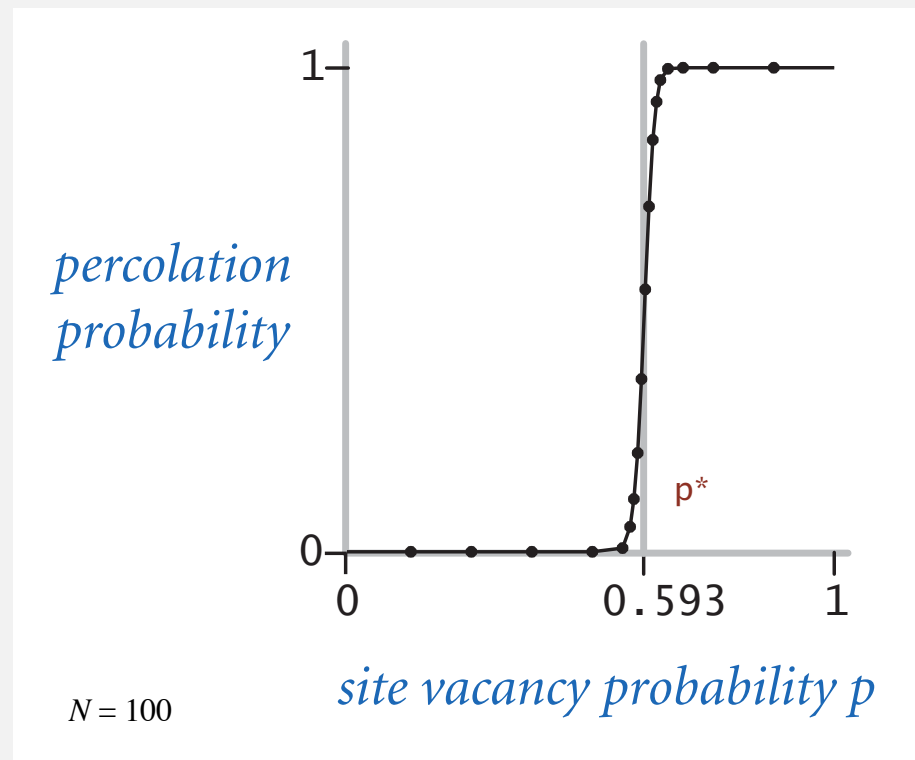 1
percolation
probability
p*
0
0
0.593
1
site vacancy probability p
N = 100